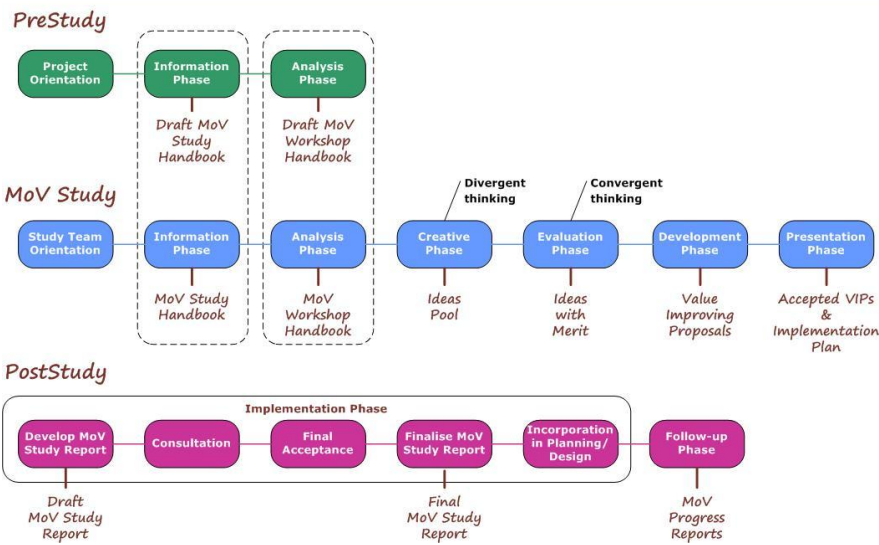 PreStudy
Project
Orientation
Information
Phase
Analysis
Phase
Draft MoV
Study
Handbook
Draft MoV
Workshop
Handbook
MoV Study
Divergent
thinking
Convergent
thinking
Study Team
Orientation
Information
Phase
Analysis
Phase
Creative
Phase
Evaluation
Phase
Development
Phase
Presentation
Phase
MoV Study
Handbook
MoV
Workshop
Handbook
Ideas
Pool
Ideas
with
Merit
Value
Improving
Proposals
Accepted VIPs
&
Implementation
Plan
PostStudy
Implementation Phase
Develop MoV
Study Report
Consultation
Final
Acceptance
Finalise MoV
Study Report
Incorporation
in Planning/
Design
Follow-up
Phase
Draft
MoV Study
Report
Final
MoV Study
Report
MoV
Progress
Reports